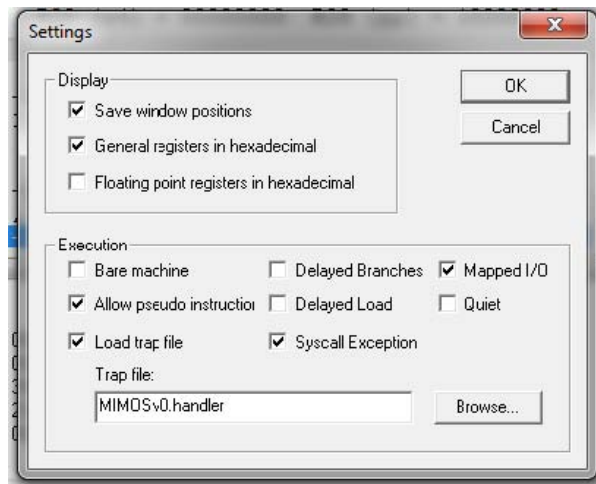 Settings
Display
Save window positions
General registers in hexadecimal
Floating point registers in hexadecimal
OK
Cancel
Execution
Bare machine
Delayed Branches
Mapped I/O
Allow pseudo instruction
Delayed Load
Quiet
Load trap file
Syscall Exception
Trap file:
MIMOSv0.handler
Browse...